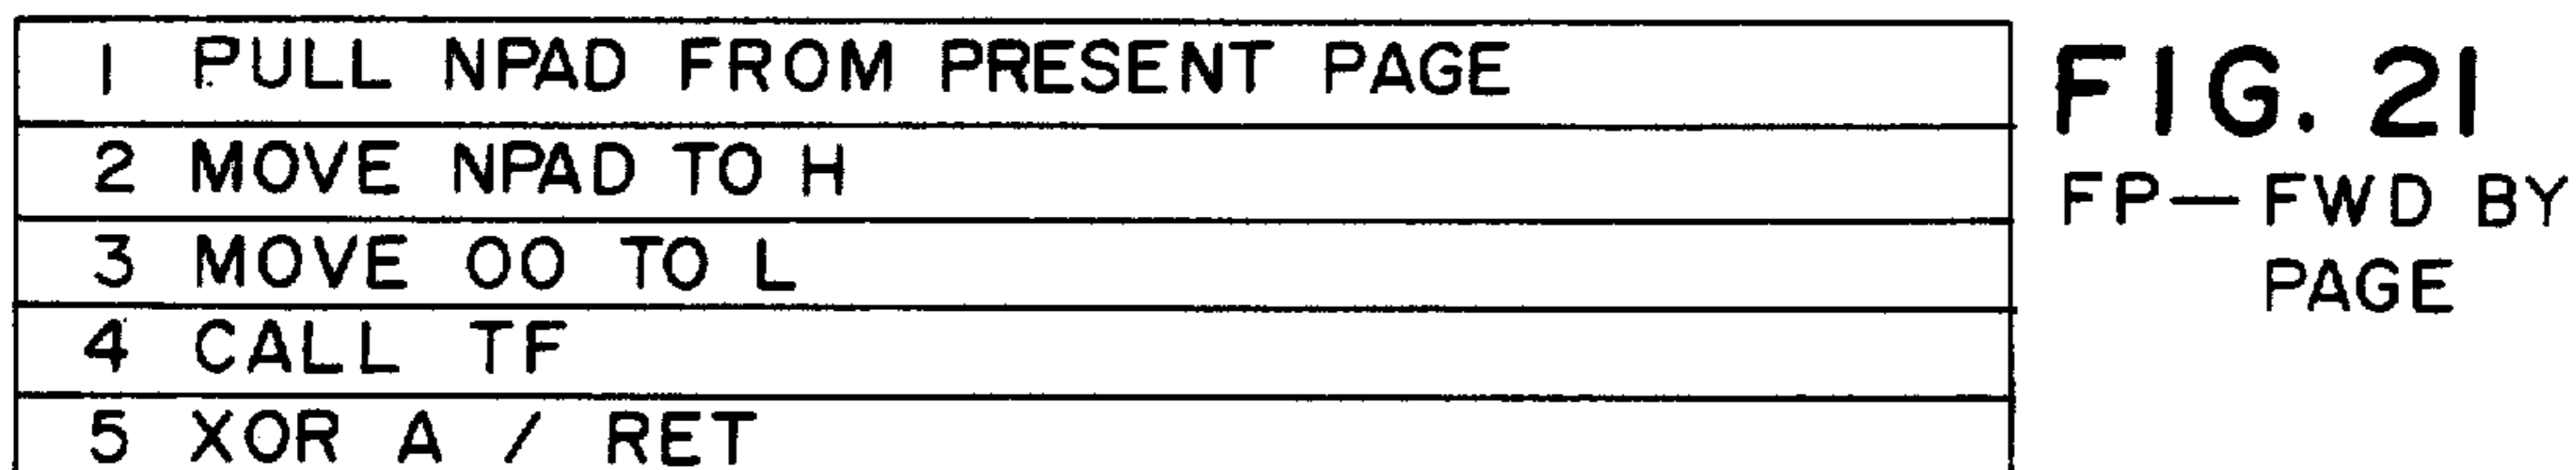 1 PULL NPAD FROM PRESENT PAGE
2 MOVE NPAD TO H
3 MOVE 00 TO L
4 CALL TF
5 XOR A / RET
FIG. 21
FP— FWD BY
PAGE